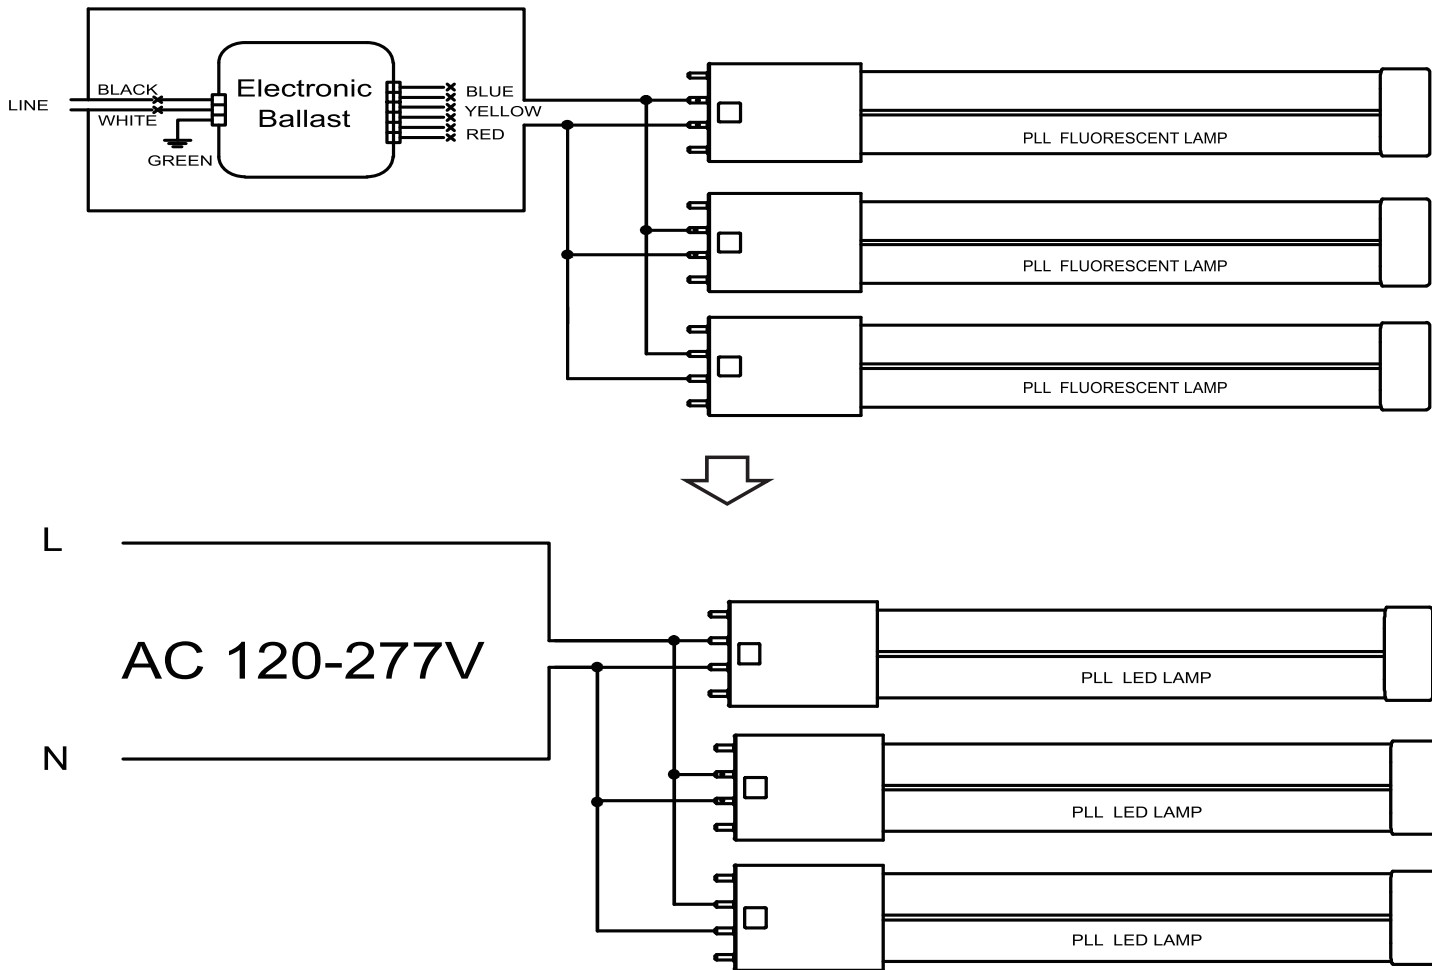 LINE
BLACK
WHITE
GREEN
Electronic
Ballast
BLUE
YELLOW
RED
PLL FLUORESCENT LAMP
PLL FLUORESCENT LAMP
PLL FLUORESCENT LAMP
L
AC 120-277V
N
PLL LED LAMP
PLL LED LAMP
PLL LED LAMP